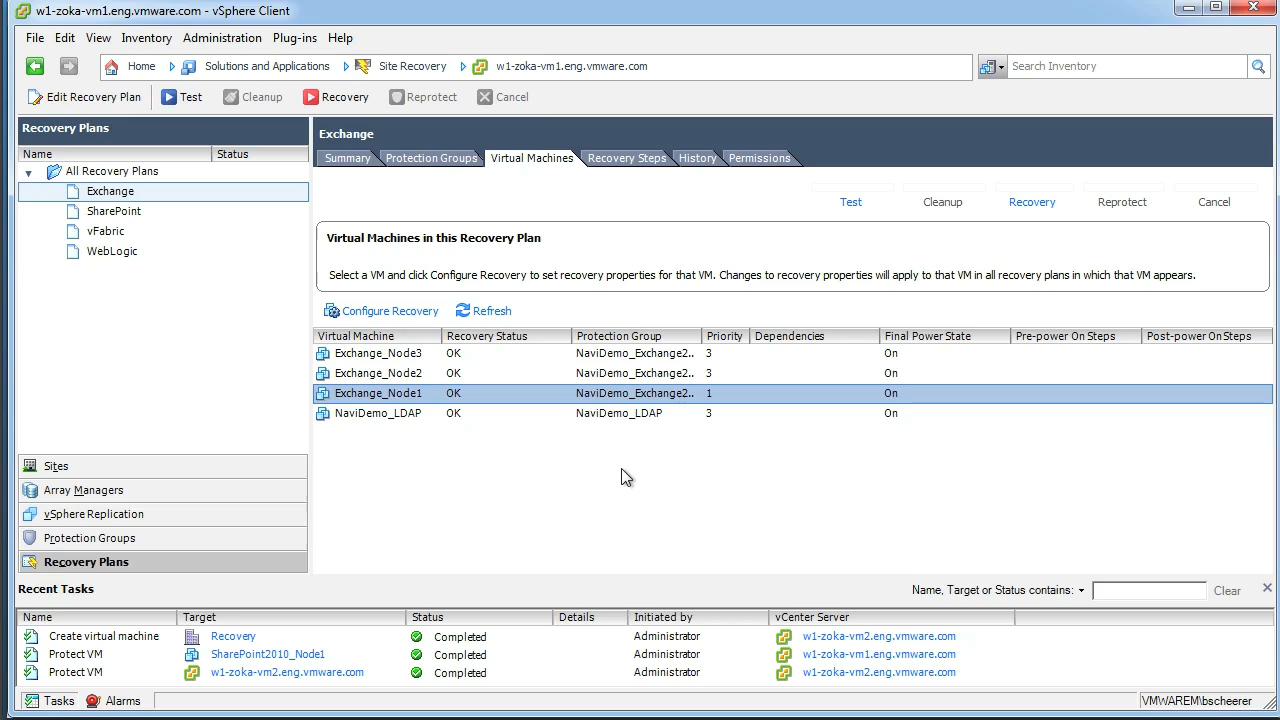 w1-zoka-vm1.eng.vmware.com - vSphere Client
File Edit View Inventory Administration Plug-ins Help
Home Solutions and Applications Site Recovery w1-zoka-vm1.eng.vmware.com Search Inventory
Edit Recovery Plan Test Cleanup Recovery Reprotect Cancel
Recovery Plans
Name Status
All Recovery Plans
Exchange
SharePoint
vFabric
WebLogic
Sites
Array Managers
vSphere Replication
Protection Groups
Recovery Plans
Exchange
Summary Protection Groups Virtual Machines Recovery Steps History Permissions
Test Cleanup Recovery Reprotect Cancel
Virtual Machines in this Recovery Plan
Select a VM and click Configure Recovery to set recovery properties for that VM. Changes to recovery properties will apply to that VM in all recovery plans in which that VM appears.
Configure Recovery Refresh
Virtual Machine Recovery Status Protection Group Priority Dependencies Final Power State Pre-power On Steps Post-power On Steps
Exchange_Node3 OK NaviDemo_Exchange2.. 3 On
Exchange_Node2 OK NaviDemo_Exchange2.. 3 On
Exchange_Node1 OK NaviDemo_Exchange2.. 1 On
NaviDemo_LDAP OK NaviDemo_LDAP 3 On
Recent Tasks Name, Target or Status contains: Clear
Name Target Status Details Initiated by vCenter Server
Create virtual machine Recovery Completed Administrator w1-zoka-vm2.eng.vmware.com
Protect VM SharePoint2010_Node1 Completed Administrator w1-zoka-vm1.eng.vmware.com
Protect VM w1-zoka-vm2.eng.vmware.com Completed Administrator w1-zoka-vm2.eng.vmware.com
Tasks Alarms VMWAREM\bscheerer